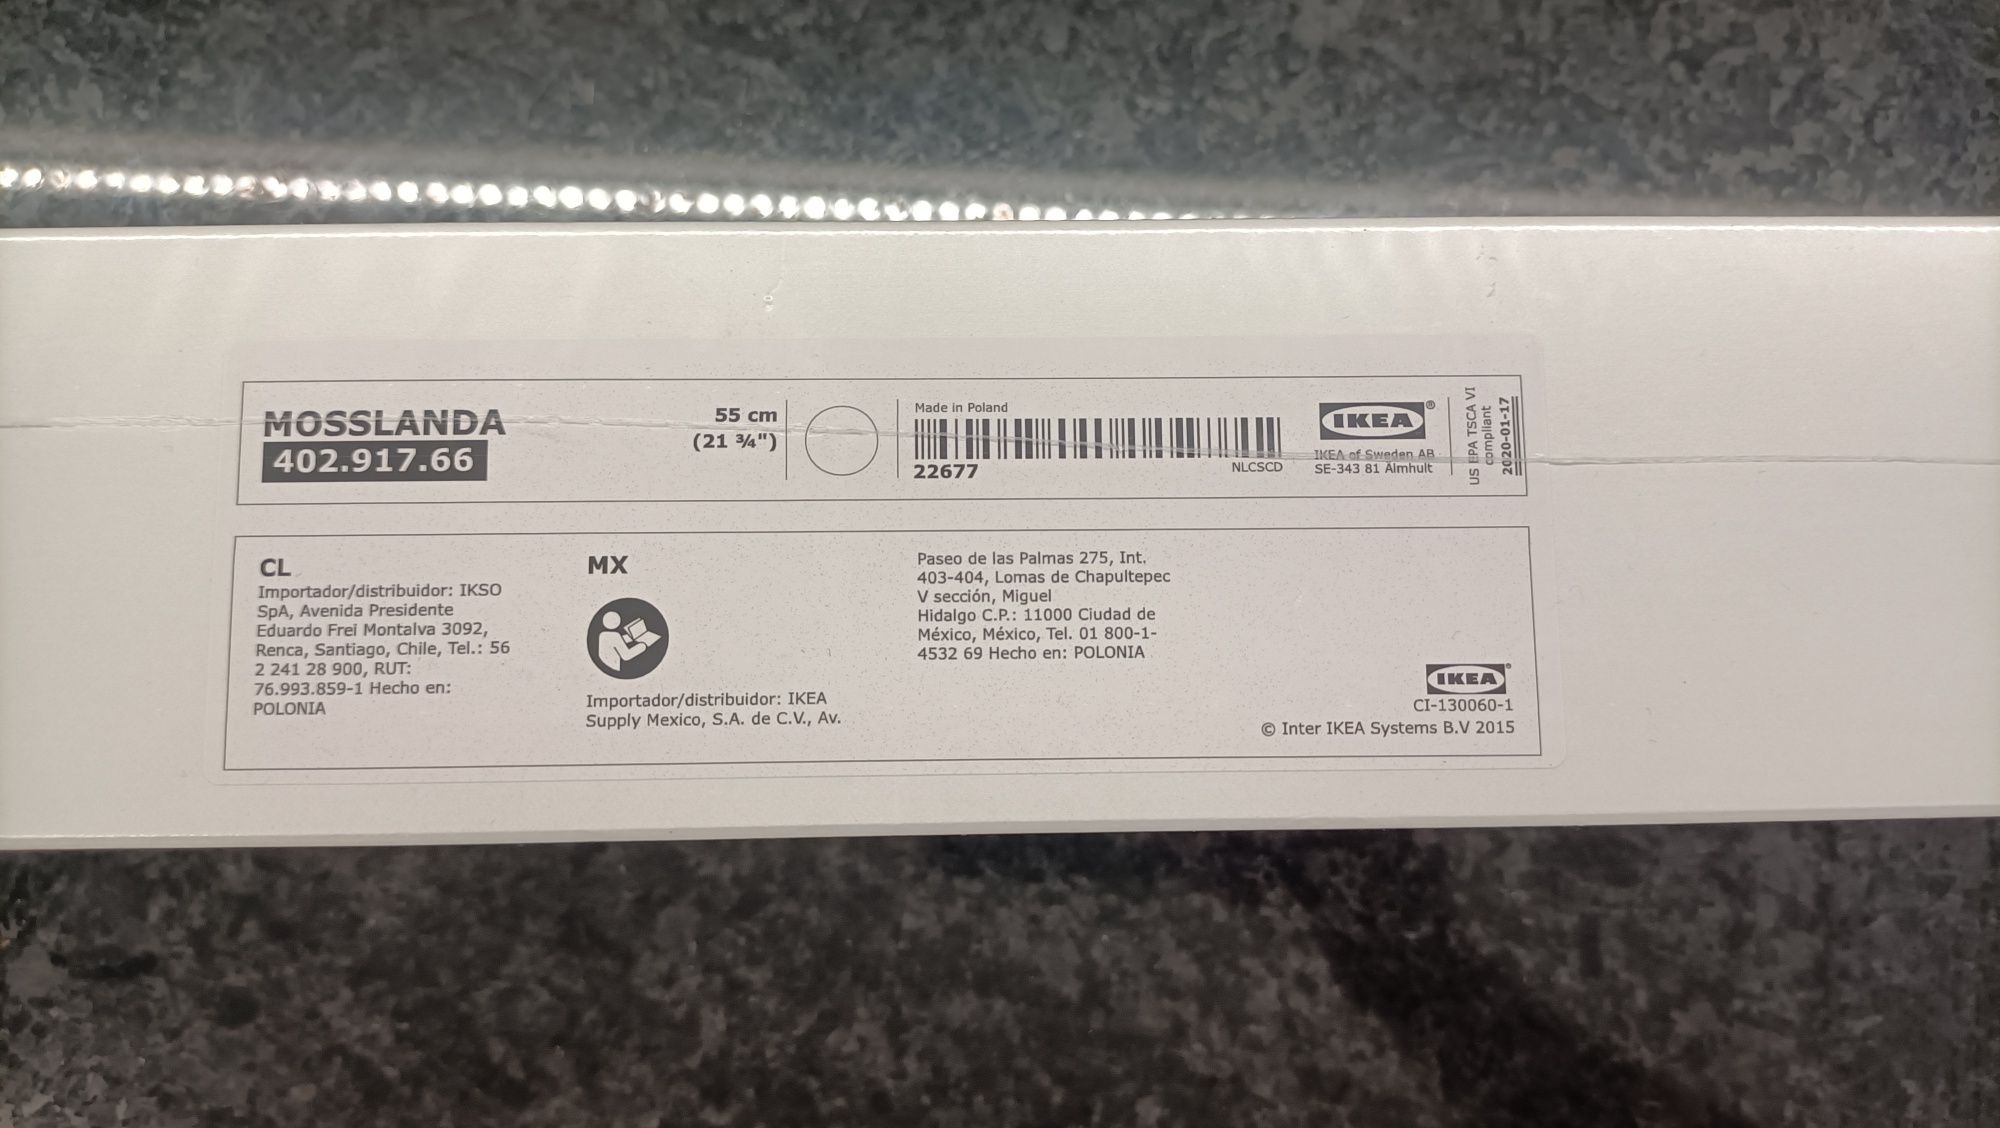 MOSSLANDA
402.917.66
55 cm
(21 ¾")
Made in Poland
22677
NLCSCD
IKEA®
IKEA of Sweden AB
SE-343 81 Älmhult
US EPA TSCA VI
compliant
2020-01-17
CL
Importador/distribuidor: IKSO
SpA, Avenida Presidente
Eduardo Frei Montalva 3092,
Renca, Santiago, Chile, Tel.: 56
2 241 28 900, RUT:
76.993.859-1 Hecho en:
POLONIA
MX
Importador/distribuidor: IKEA
Supply Mexico, S.A. de C.V., Av.
Paseo de las Palmas 275, Int.
403-404, Lomas de Chapultepec
V sección, Miguel
Hidalgo C.P.: 11000 Ciudad de
México, México, Tel. 01 800-1-
4532 69 Hecho en: POLONIA
IKEA®
CI-130060-1
© Inter IKEA Systems B.V 2015